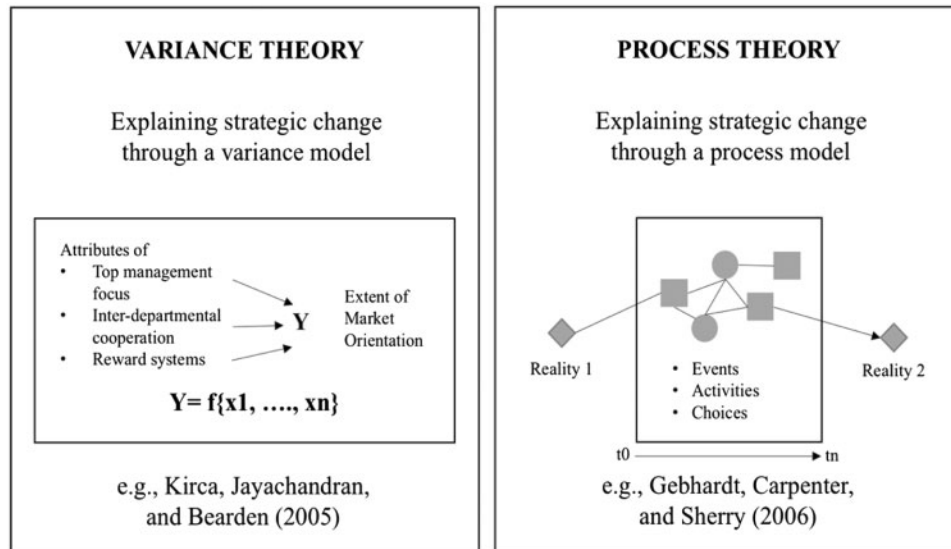 VARIANCE THEORY
Explaining strategic change
through a variance model
Attributes of
• Top management
focus
• Inter-departmental
cooperation
• Reward systems
Y
Extent of
Market
Orientation
Y= f{x1, …., xn}
e.g., Kirca, Jayachandran,
and Bearden (2005)
PROCESS THEORY
Explaining strategic change
through a process model
Reality 1
Reality 2
• Events
• Activities
• Choices
t0
tn
e.g., Gebhardt, Carpenter,
and Sherry (2006)